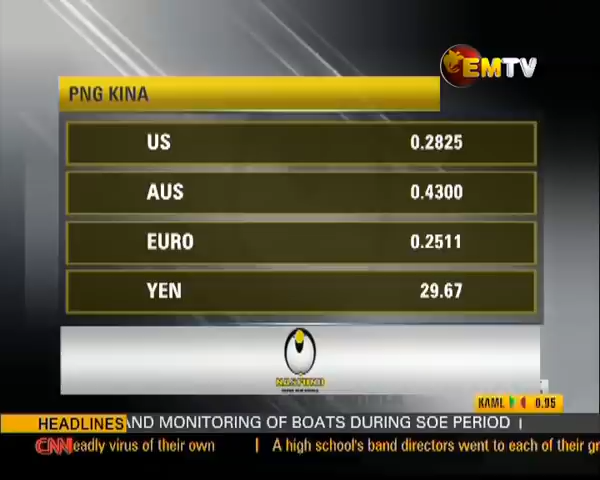 EMTV
PNG KINA
US 0.2825
AUS 0.4300
EURO 0.2511
YEN 29.67
KAML 0.95
HEADLINES AND MONITORING OF BOATS DURING SOE PERIOD |
CNN eadly virus of their own | A high school's band directors went to each of their gr